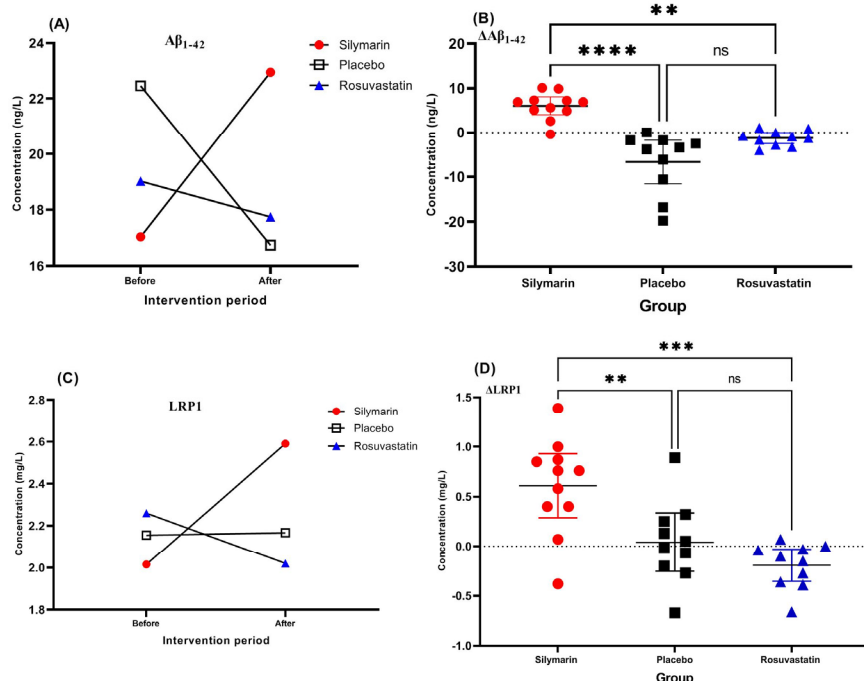 (A)
Aβ1-42
Silymarin
Placebo
Rosuvastatin
Concentration (ng/L)
24
22
20
18
16
Before
After
Intervention period
(B)
ΔAβ1-42
**
****
ns
Concentration (ng/L)
20
10
0
-10
-20
-30
Silymarin
Placebo
Rosuvastatin
Group
(C)
LRP1
Silymarin
Placebo
Rosuvastatin
Concentration (mg/L)
2.8
2.6
2.4
2.2
2.0
1.8
Before
After
Intervention period
(D)
ΔLRP1
***
**
ns
Concentration (mg/L)
1.5
1.0
0.5
0.0
-0.5
-1.0
Silymarin
Placebo
Rosuvastatin
Group